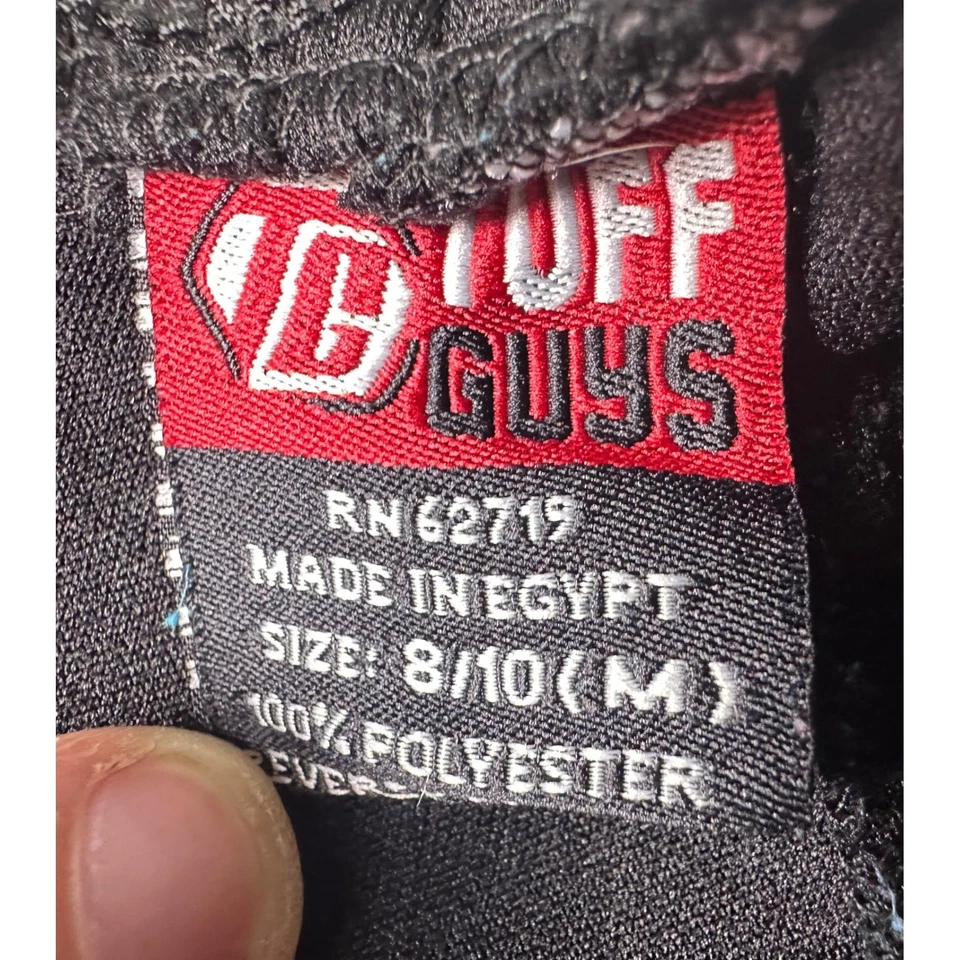 TUFF
GUYS
RN 62719
MADE IN EGYPT
SIZE: 8/10 (M)
100% POLYESTER